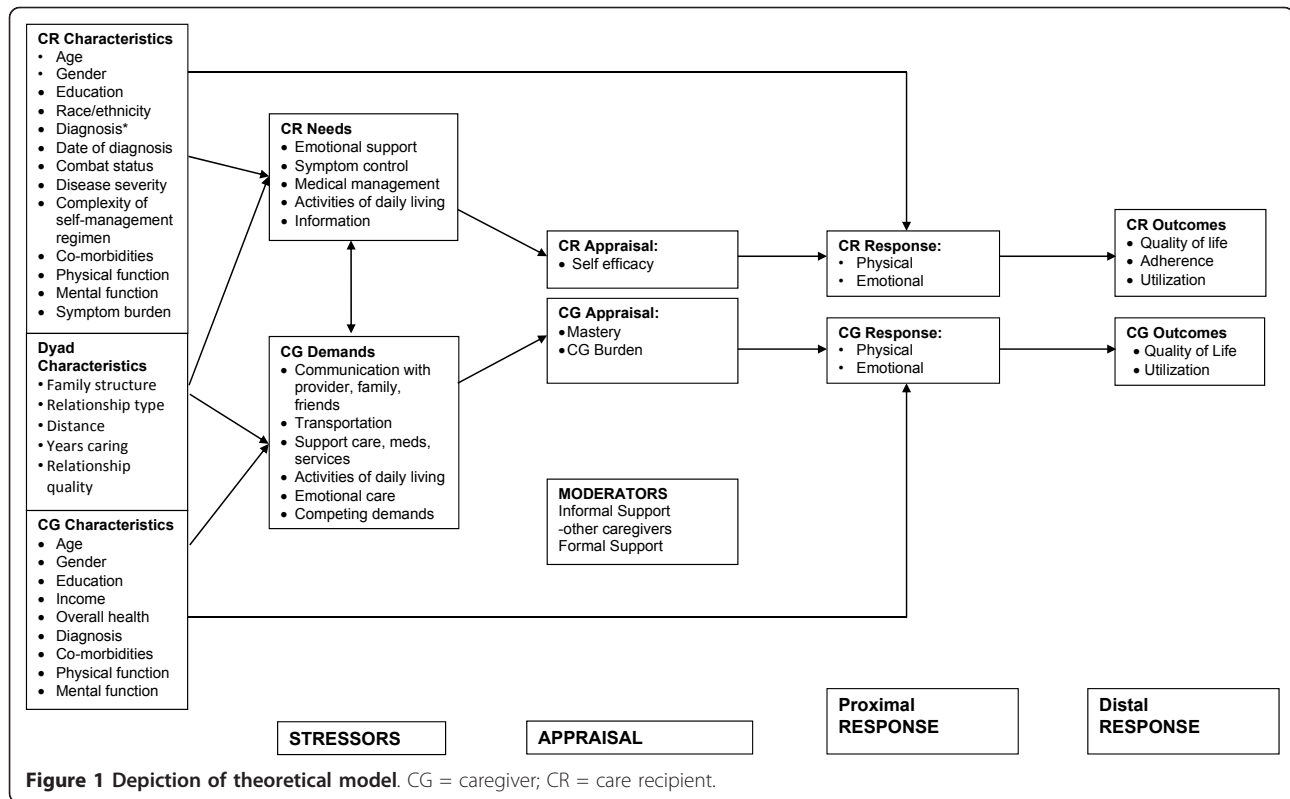 CR Characteristics
• Age
• Gender
• Education
• Race/ethnicity
• Diagnosis*
• Date of diagnosis
• Combat status
• Disease severity
• Complexity of
self-management
regimen
• Co-morbidities
• Physical function
• Mental function
• Symptom burden
Dyad
Characteristics
• Family structure
• Relationship type
• Distance
• Years caring
• Relationship
quality
CG Characteristics
• Age
• Gender
• Education
• Income
• Overall health
• Diagnosis
• Co-morbidities
• Physical function
• Mental function
CR Needs
• Emotional support
• Symptom control
• Medical management
• Activities of daily living
• Information
CG Demands
• Communication with
provider, family,
friends
• Transportation
• Support care, meds,
services
• Activities of daily living
• Emotional care
• Competing demands
CR Appraisal:
• Self efficacy
CG Appraisal:
• Mastery
• CG Burden
MODERATORS
Informal Support
-other caregivers
Formal Support
CR Response:
• Physical
• Emotional
CG Response:
• Physical
• Emotional
CR Outcomes
• Quality of life
• Adherence
• Utilization
CG Outcomes
• Quality of Life
• Utilization
STRESSORS
APPRAISAL
Proximal
RESPONSE
Distal
RESPONSE
Figure 1 Depiction of theoretical model. CG = caregiver; CR = care recipient.